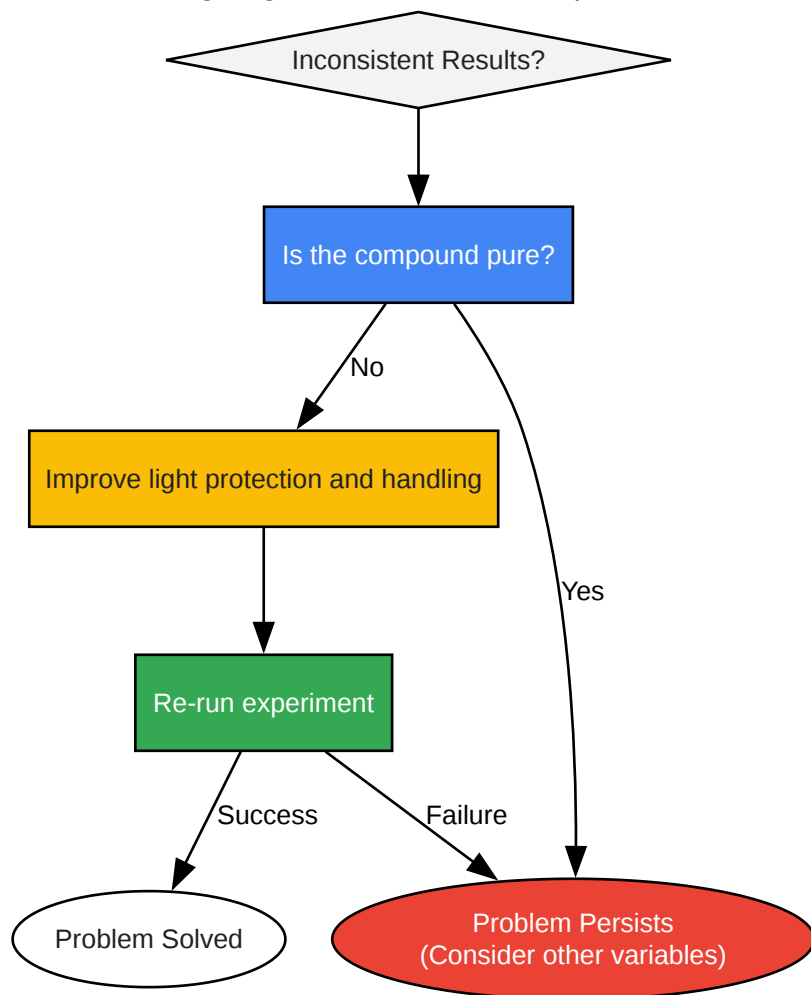 Inconsistent Results?
Is the compound pure?
No
Improve light protection and handling
Yes
Re-run experiment
Success
Failure
Problem Solved
Problem Persists
(Consider other variables)